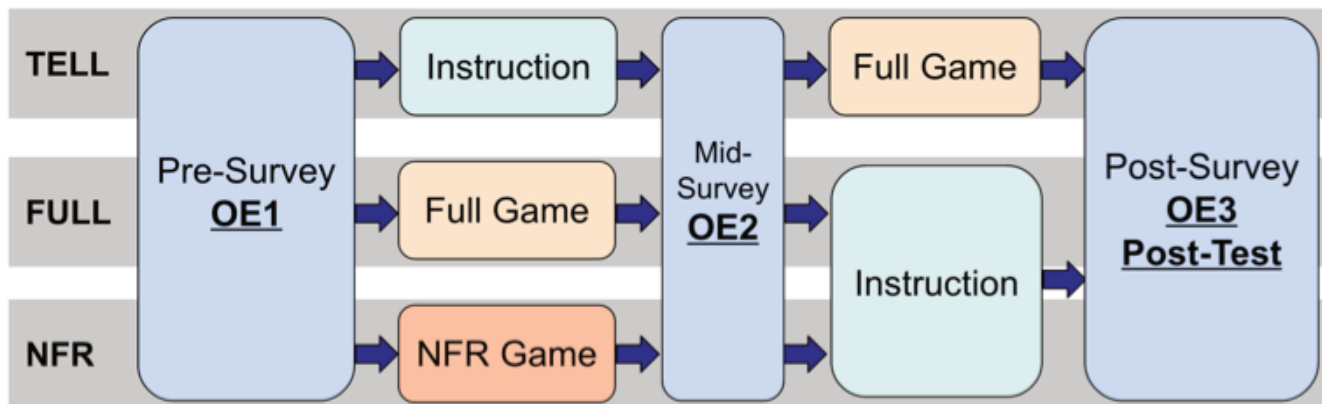 TELL
Pre-Survey
OE1
Instruction
Mid-
Survey
OE2
Full Game
Post-Survey
OE3
Post-Test
FULL
Full Game
Instruction
NFR
NFR Game